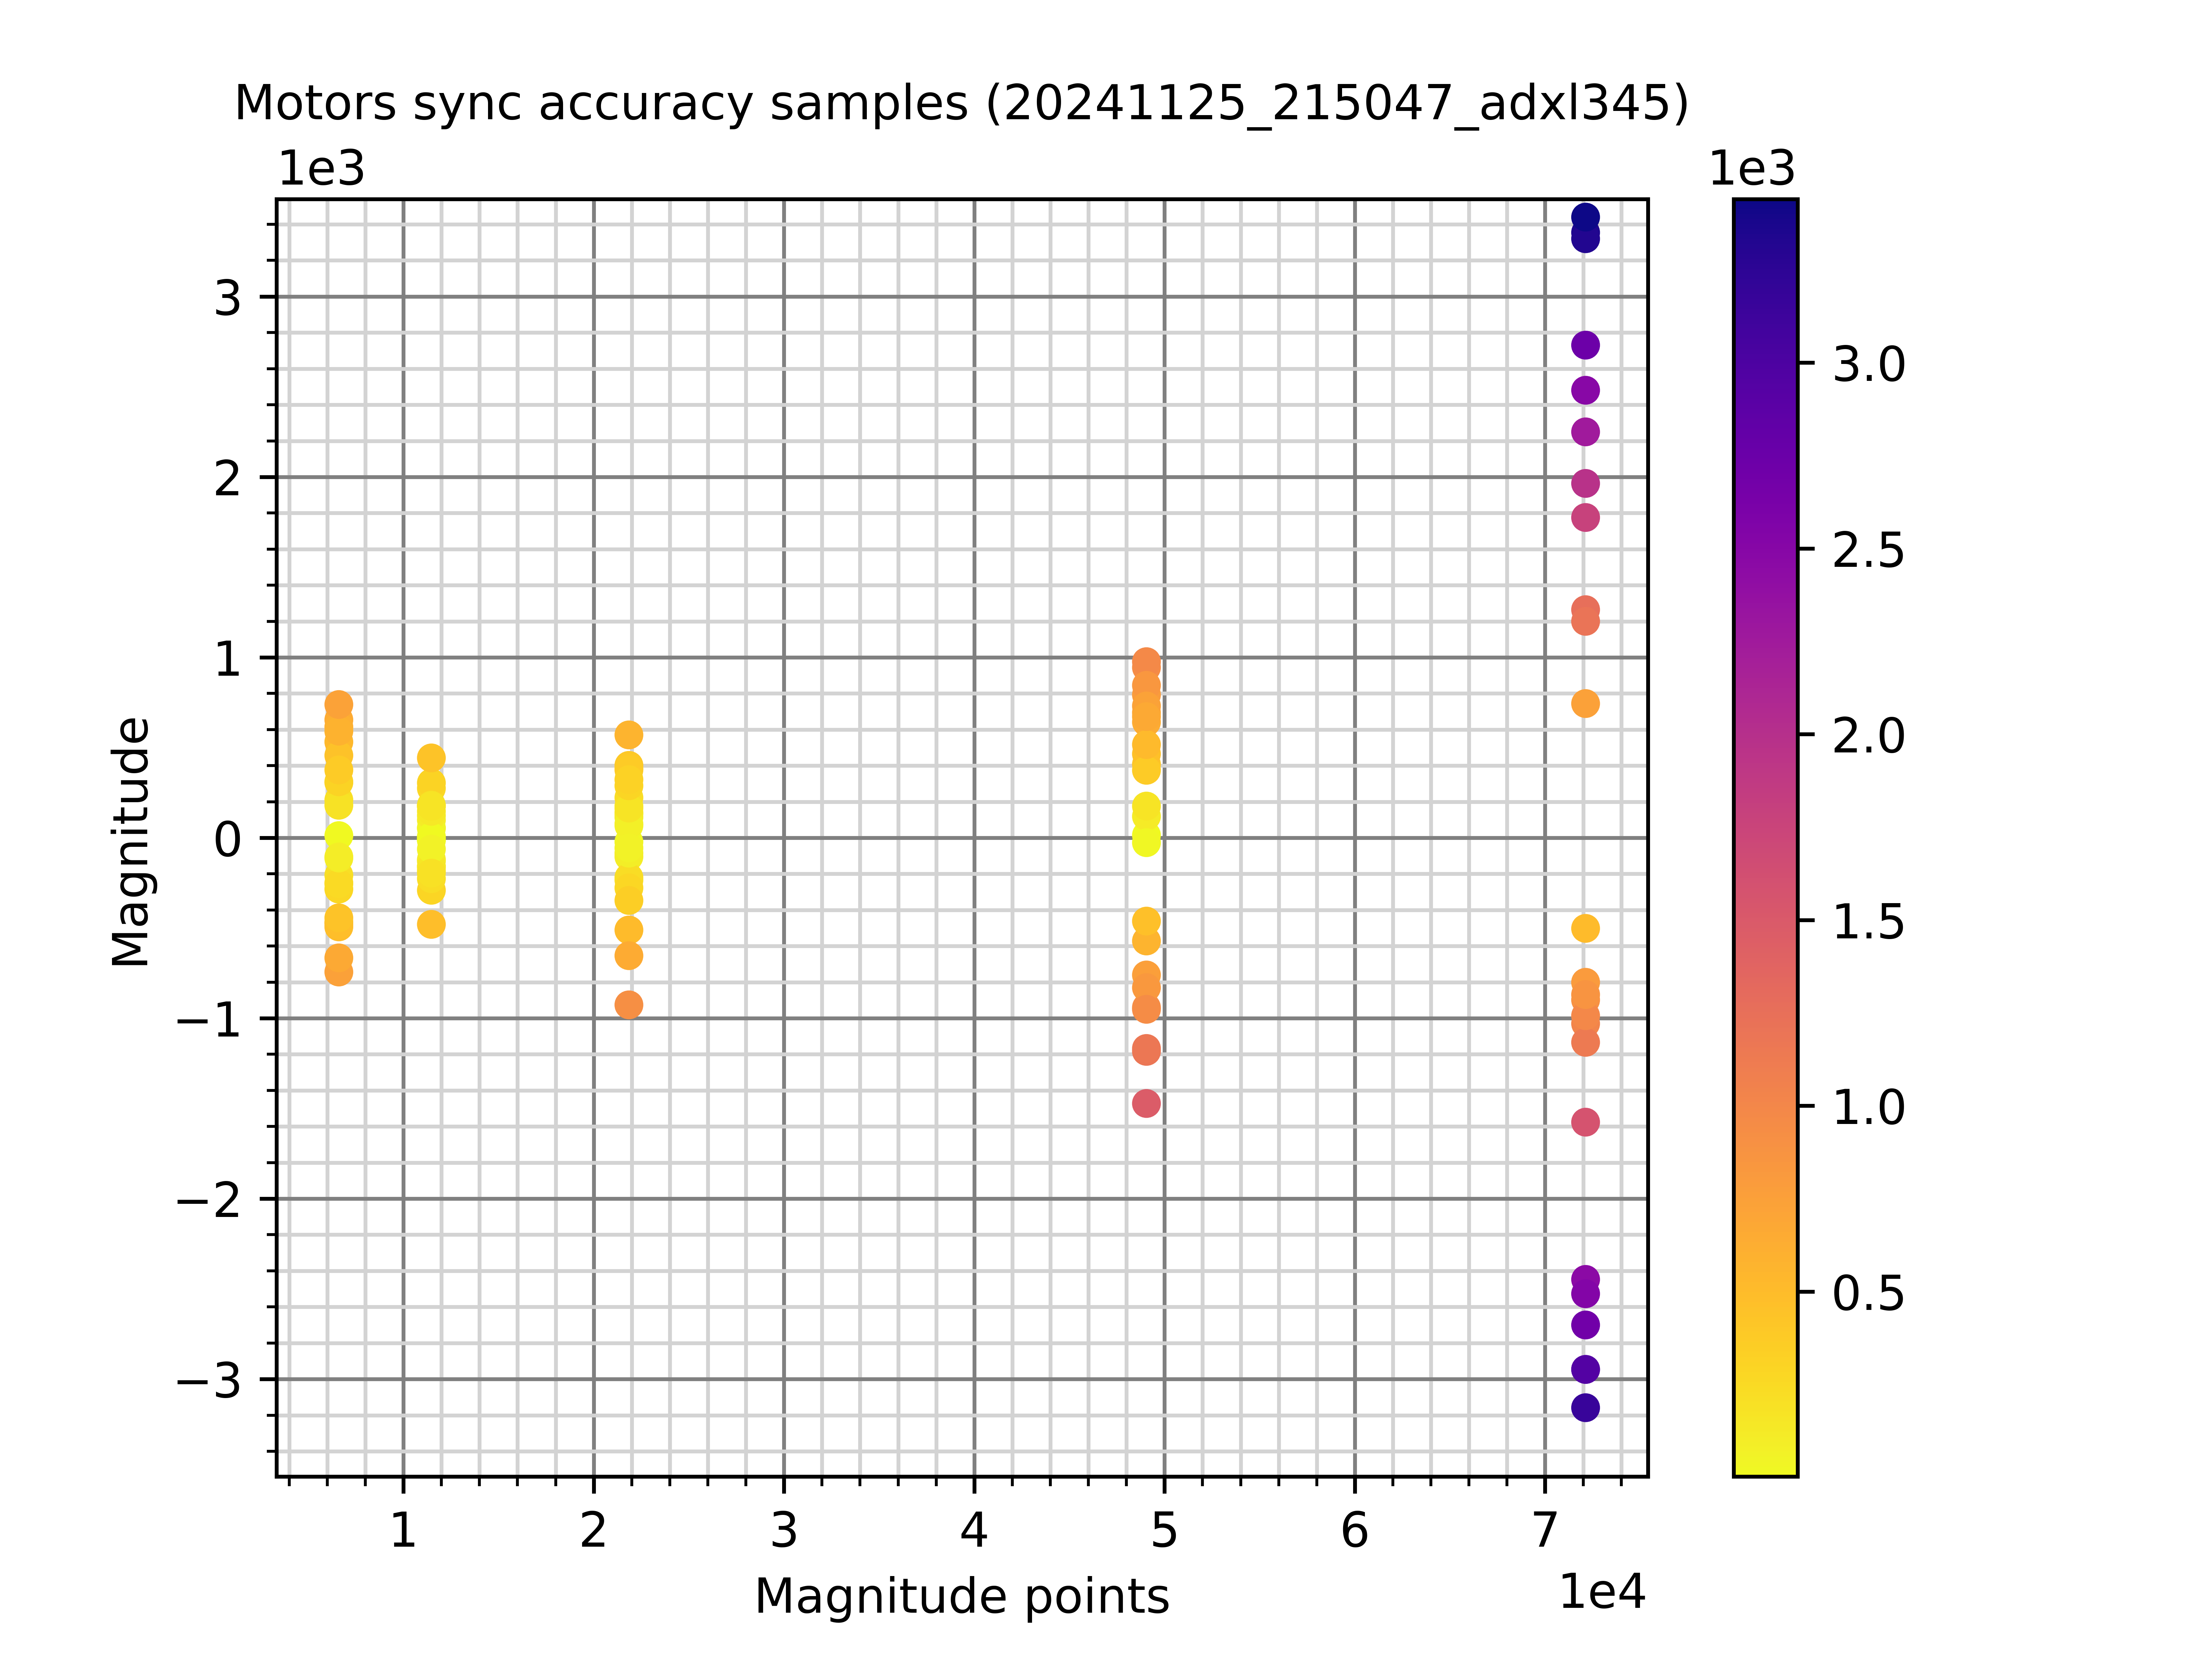 Motors sync accuracy samples (20241125_215047_adxl345)
1e3
1e3
3
2
1
0
−1
−2
−3
Magnitude
1 2 3 4 5 6 7
Magnitude points
1e4
3.0
2.5
2.0
1.5
1.0
0.5